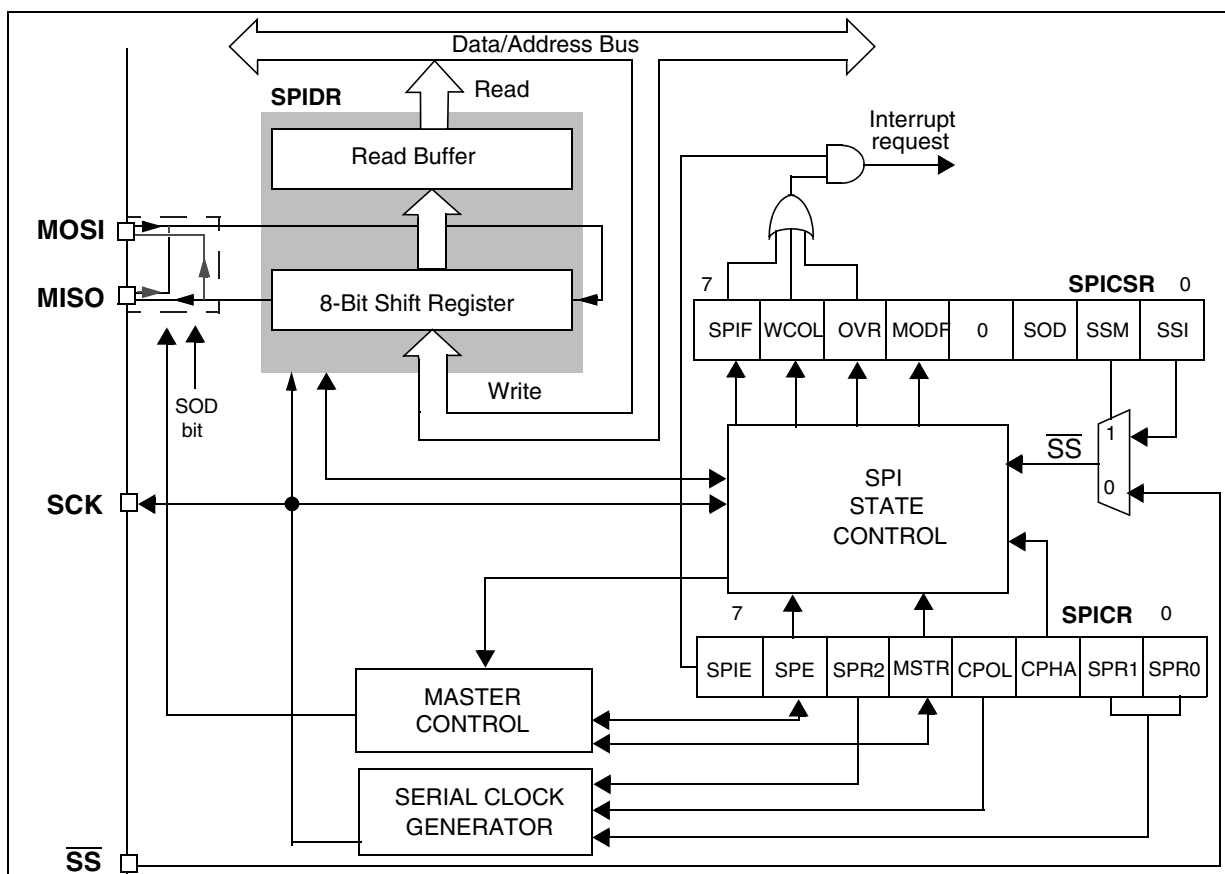 Data/Address Bus
SPIDR
Read
Read Buffer
Interrupt
request
MOSI
MISO
8-Bit Shift Register
7
SPICSR
0
SPIF
WCOL
OVR
MODF
0
SOD
SSM
SSI
Write
SOD
bit
1
SS
0
SCK
SPI
STATE
CONTROL
7
SPICR
0
SPIE
SPE
SPR2
MSTR
CPOL
CPHA
SPR1
SPR0
MASTER
CONTROL
SERIAL CLOCK
GENERATOR
SS